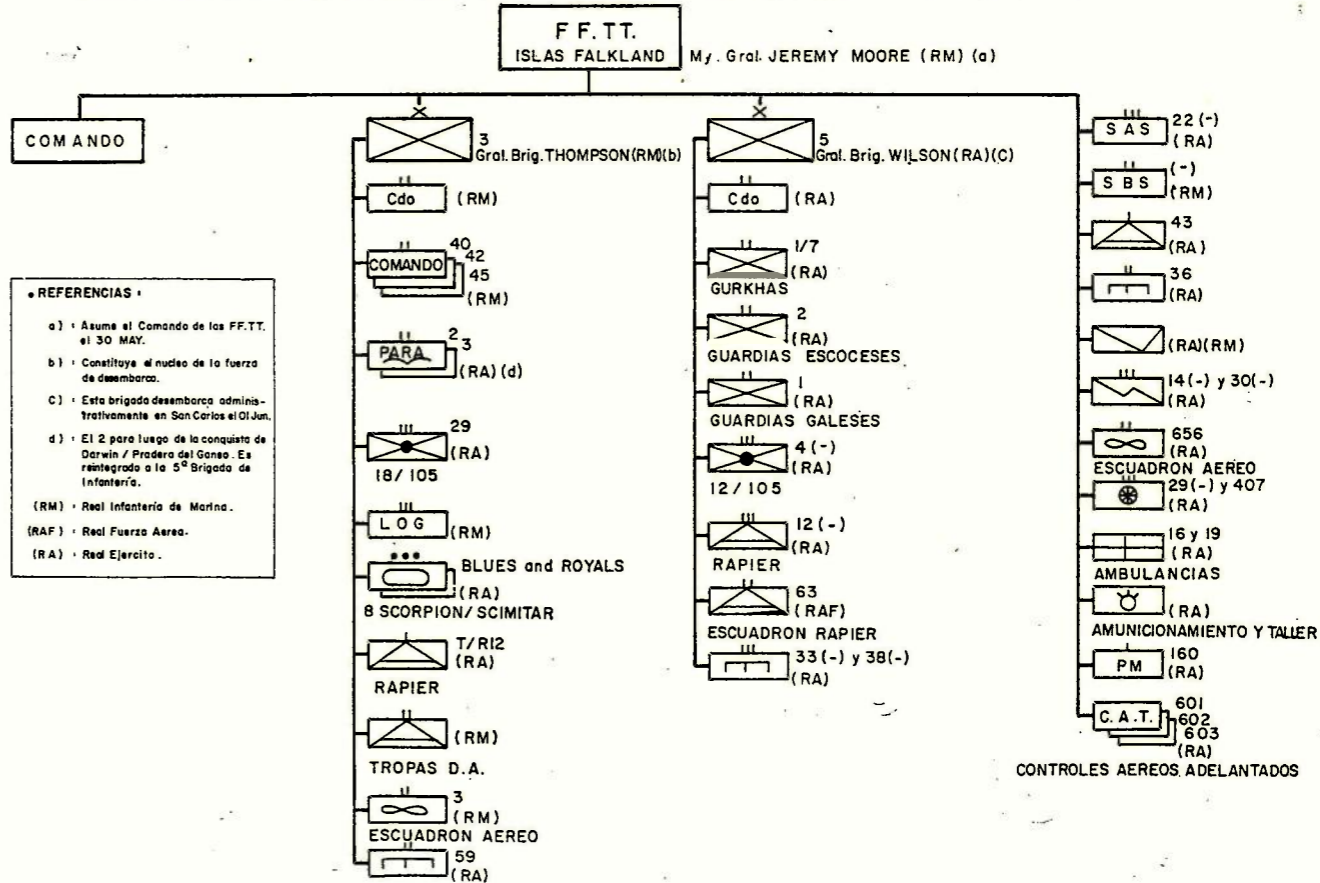 FF.TT.
ISLAS FALKLAND
My. Gral. JEREMY MOORE (RM) (a)
COMANDO
3
Gral. Brig. THOMPSON (RM)(b)
Cdo
(RM)
40
COMANDO 42
45
(RM)
2
PARA 3
(RA)(d)
29
(RA)
18/105
LOG
(RM)
BLUES and ROYALS
(RA)
8 SCORPION/SCIMITAR
T/R12
(RA)
RAPIER
(RM)
TROPAS D.A.
3
(RM)
ESCUADRON AEREO
59
(RA)
5
Gral. Brig. WILSON (RA)(C)
Cdo
(RA)
1/7
(RA)
GURKHAS
2
(RA)
GUARDIAS ESCOCESES
1
(RA)
GUARDIAS GALESES
4(-)
(RA)
12/105
12(-)
(RA)
RAPIER
63
(RAF)
ESCUADRON RAPIER
33(-) y 38(-)
(RA)
SAS
22(-)
(RA)
SBS
(-)
(RM)
43
(RA)
36
(RA)
(RA)(RM)
14(-) y 30(-)
(RA)
656
(RA)
ESCUADRON AEREO
29(-) y 407
(RA)
16 y 19
(RA)
AMBULANCIAS
(RA)
AMUNICIONAMIENTO Y TALLER
PM
160
(RA)
C.A.T.
601
602
603
(RA)
CONTROLES AEREOS ADELANTADOS
• REFERENCIAS :
a) : Asume el Comando de las FF.TT.
el 30 MAY.
b) : Constituye el nucleo de la fuerza
de desembarco.
C) : Esta brigada desembarca adminis-
trativamente en San Carlos el 01 Jun.
d) : El 2 para luego de la conquista de
Darwin / Pradera del Ganso. Es
reintegrado a la 5ª Brigada de
Infantería.
(RM) : Real Infantería de Marina.
(RAF) : Real Fuerza Aerea.
(RA) : Real Ejercito.